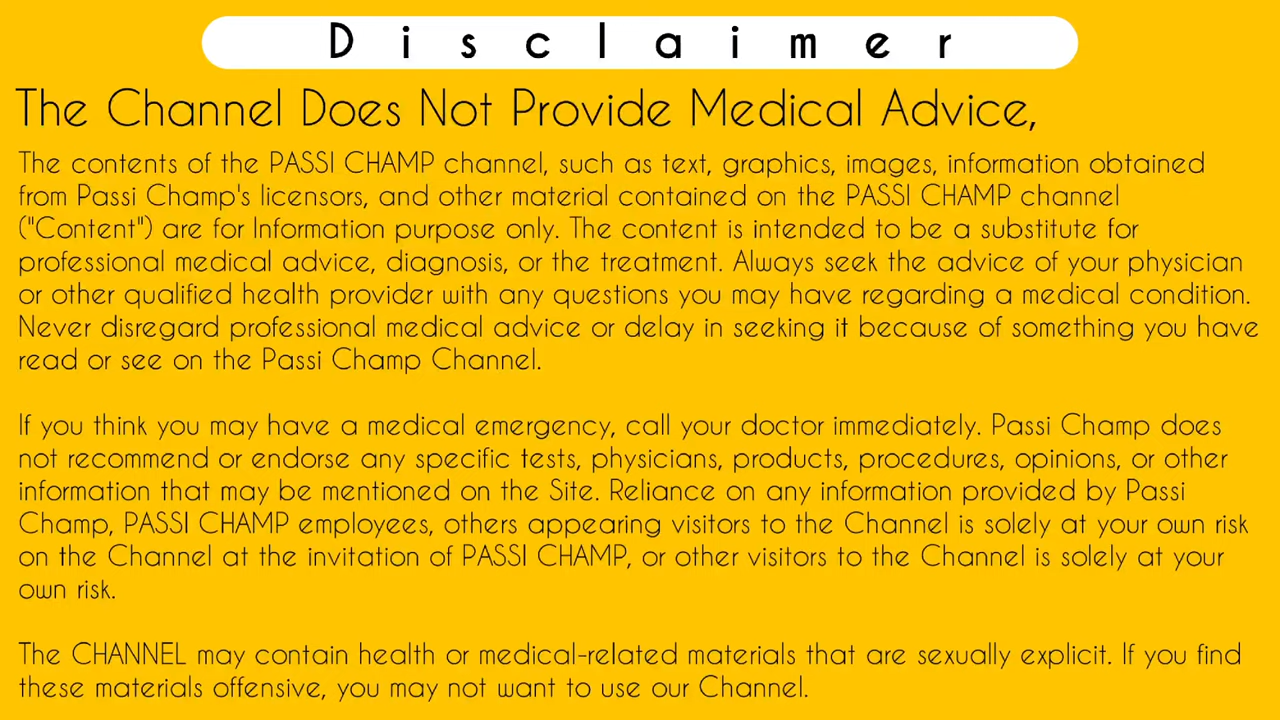 Disclaimer
The Channel Does Not Provide Medical Advice,
The contents of the PASSI CHAMP channel, such as text, graphics, images, information obtained
from Passi Champ's licensors, and other material contained on the PASSI CHAMP channel
("Content") are for Information purpose only. The content is intended to be a substitute for
professional medical advice, diagnosis, or the treatment. Always seek the advice of your physician
or other qualified health provider with any questions you may have regarding a medical condition.
Never disregard professional medical advice or delay in seeking it because of something you have
read or see on the Passi Champ Channel.
If you think you may have a medical emergency, call your doctor immediately. Passi Champ does
not recommend or endorse any specific tests, physicians, products, procedures, opinions, or other
information that may be mentioned on the Site. Reliance on any information provided by Passi
Champ, PASSI CHAMP employees, others appearing visitors to the Channel is solely at your own risk
on the Channel at the invitation of PASSI CHAMP, or other visitors to the Channel is solely at your
own risk.
The CHANNEL may contain health or medical-related materials that are sexually explicit. If you find
these materials offensive, you may not want to use our Channel.